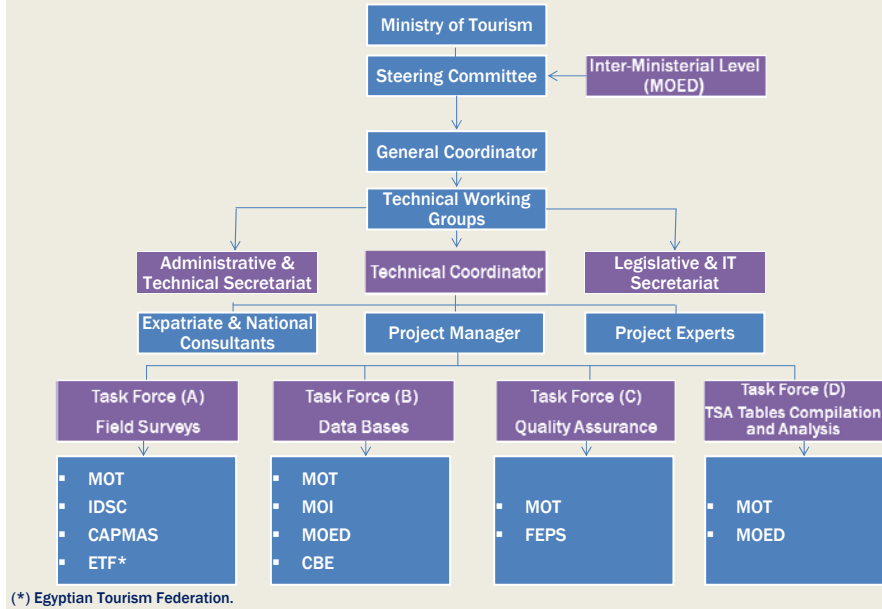 Ministry of Tourism
Steering Committee
Inter-Ministerial Level
(MOED)
General Coordinator
Technical Working
Groups
Administrative &
Technical Secretariat
Technical Coordinator
Legislative & IT
Secretariat
Expatriate & National
Consultants
Project Manager
Project Experts
Task Force (A)
Field Surveys
Task Force (B)
Data Bases
Task Force (C)
Quality Assurance
Task Force (D)
TSA Tables Compilation
and Analysis
▪ MOT
▪ IDSC
▪ CAPMAS
▪ ETF*
▪ MOT
▪ MOI
▪ MOED
▪ CBE
▪ MOT
▪ FEPS
▪ MOT
▪ MOED
(*) Egyptian Tourism Federation.